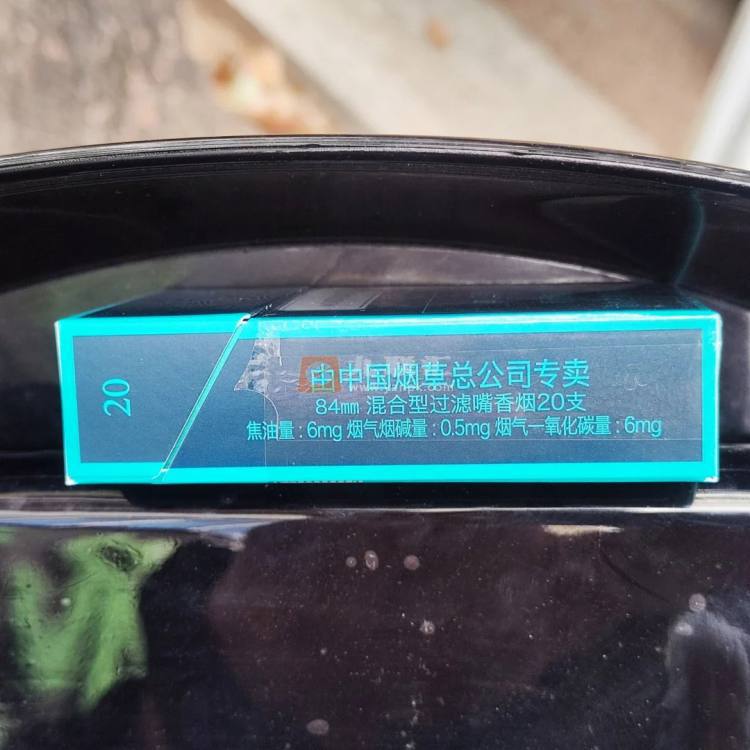 20
由中国烟草总公司专卖
84mm 混合型过滤嘴香烟20支
焦油量:6mg 烟气烟碱量:0.5mg 烟气一氧化碳量:6mg